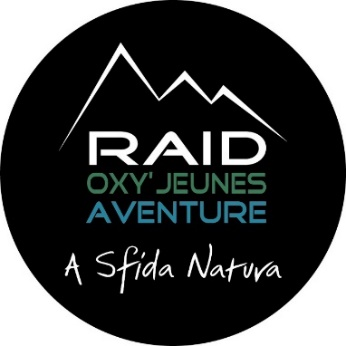 RAID
OXY'JEUNES
AVENTURE
A Sfida Natura